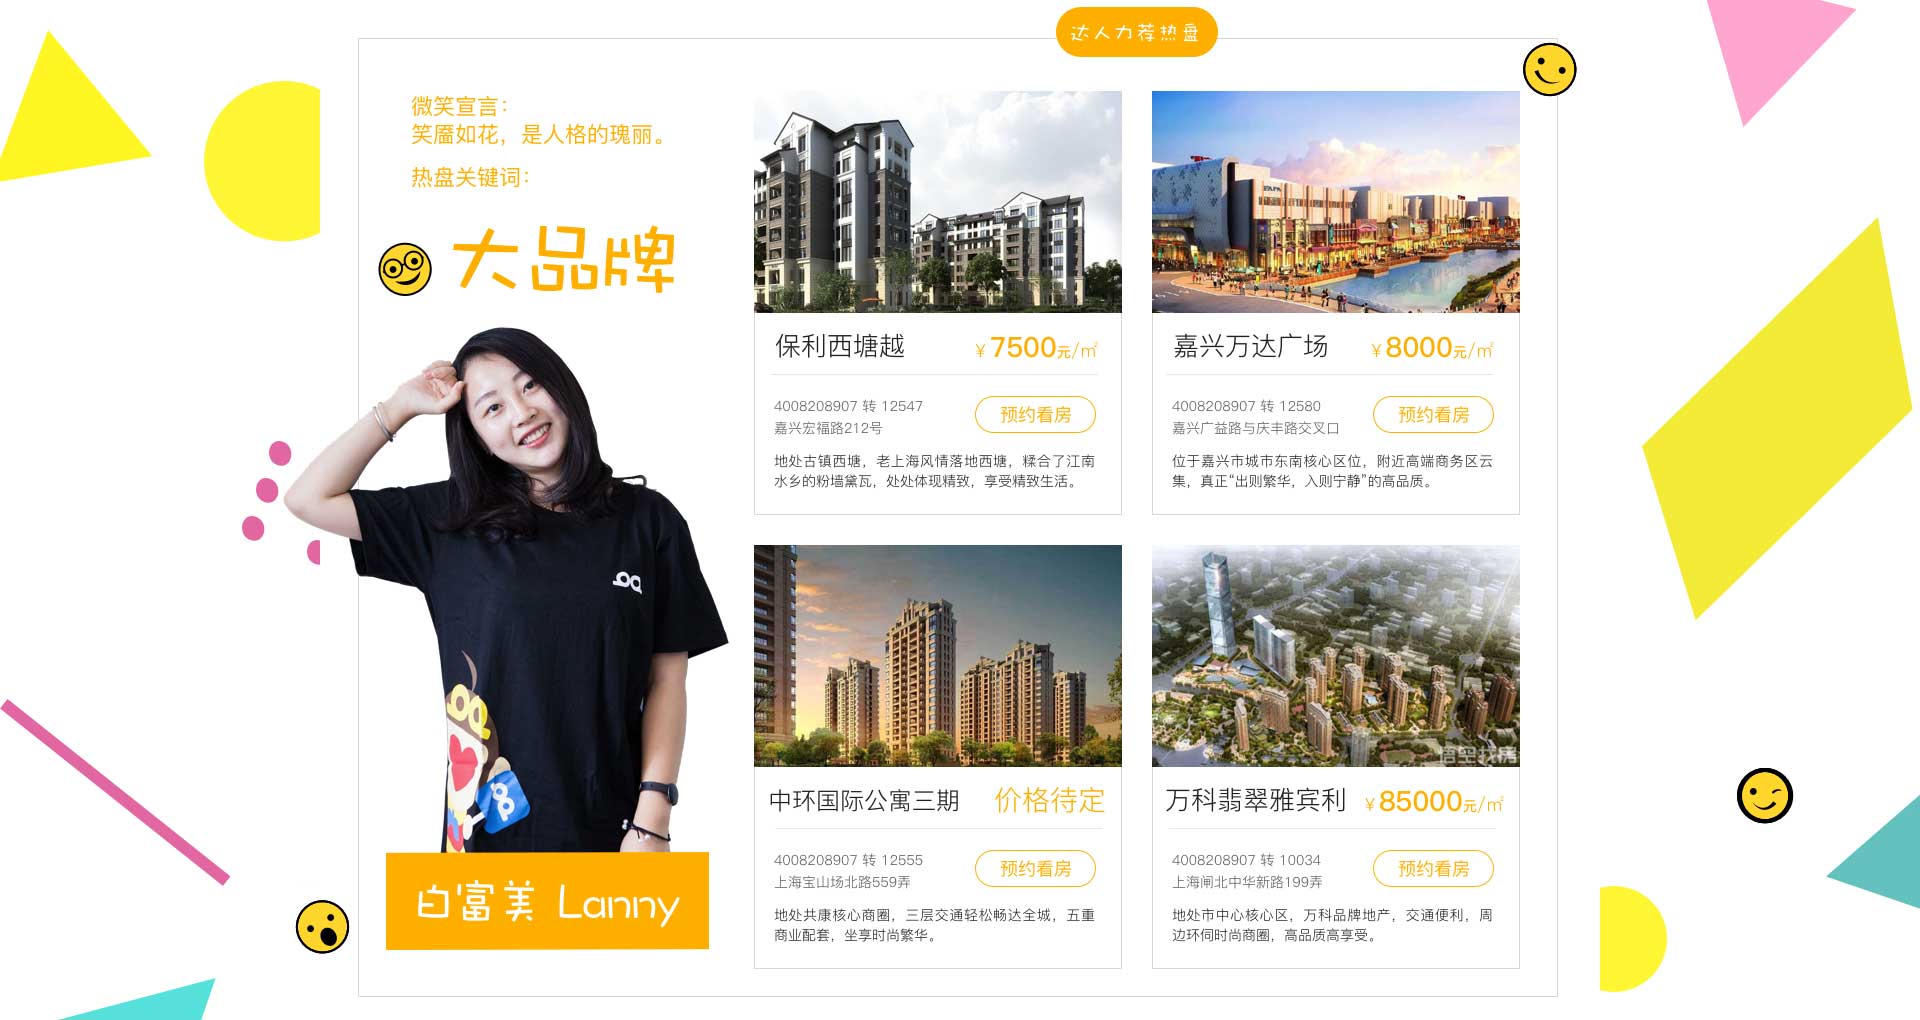 达人力荐热盘
微笑宣言：
笑靥如花，是人格的瑰丽。
热盘关键词：
大品牌
白富美 Lanny
保利西塘越 ￥7500元/㎡
4008208907 转 12547
嘉兴宏福路212号
预约看房
地处古镇西塘，老上海风情落地西塘，糅合了江南
水乡的粉墙黛瓦，处处体现精致，享受精致生活。
嘉兴万达广场 ￥8000元/㎡
4008208907 转 12580
嘉兴广益路与庆丰路交叉口
预约看房
位于嘉兴市城市东南核心区位，附近高端商务区云
集，真正“出则繁华，入则宁静”的高品质。
中环国际公寓三期 价格待定
4008208907 转 12555
上海宝山场北路559弄
预约看房
地处共康核心商圈，三层交通轻松畅达全城，五重
商业配套，坐享时尚繁华。
悟空找房
万科翡翠雅宾利 ￥85000元/㎡
4008208907 转 10034
上海闸北中华新路199弄
预约看房
地处市中心核心区，万科品牌地产，交通便利，周
边环伺时尚商圈，高品质高享受。